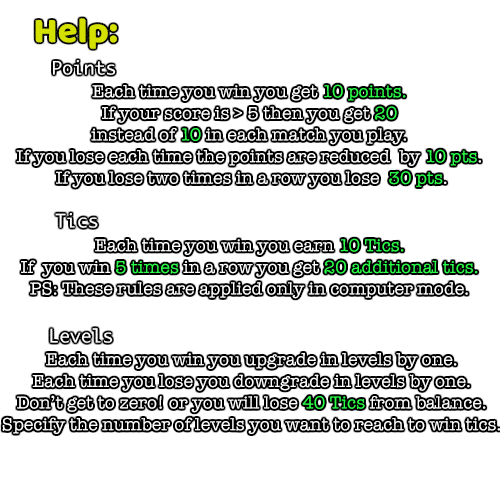 Help:
Points
Each time you win you get 10 points.
If your score is > 5 then you get 20
instead of 10 in each match you play.
If you lose each time the points are reduced by 10 pts.
If you lose two times in a row you lose 30 pts.
Tics
Each time you win you earn 10 Tics.
If you win 5 times in a row you get 20 additional tics.
PS: These rules are applied only in computer mode.
Levels
Each time you win you upgrade in levels by one.
Each time you lose you downgrade in levels by one.
Don't get to zero! or you will lose 40 Tics from balance.
Specify the number of levels you want to reach to win tics.